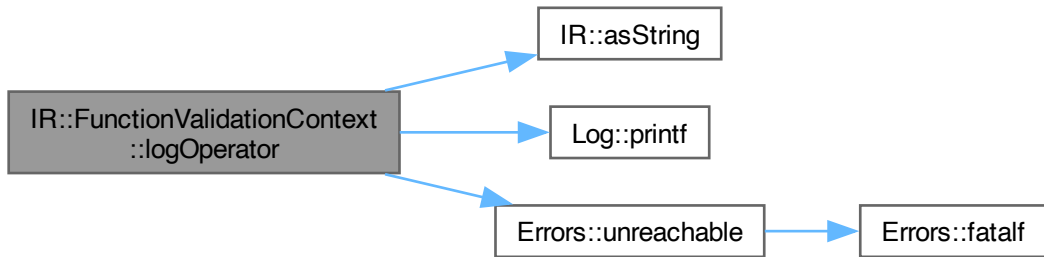 IR::asString
IR::FunctionValidationContext
::logOperator
Log::printf
Errors::unreachable
Errors::fatalf